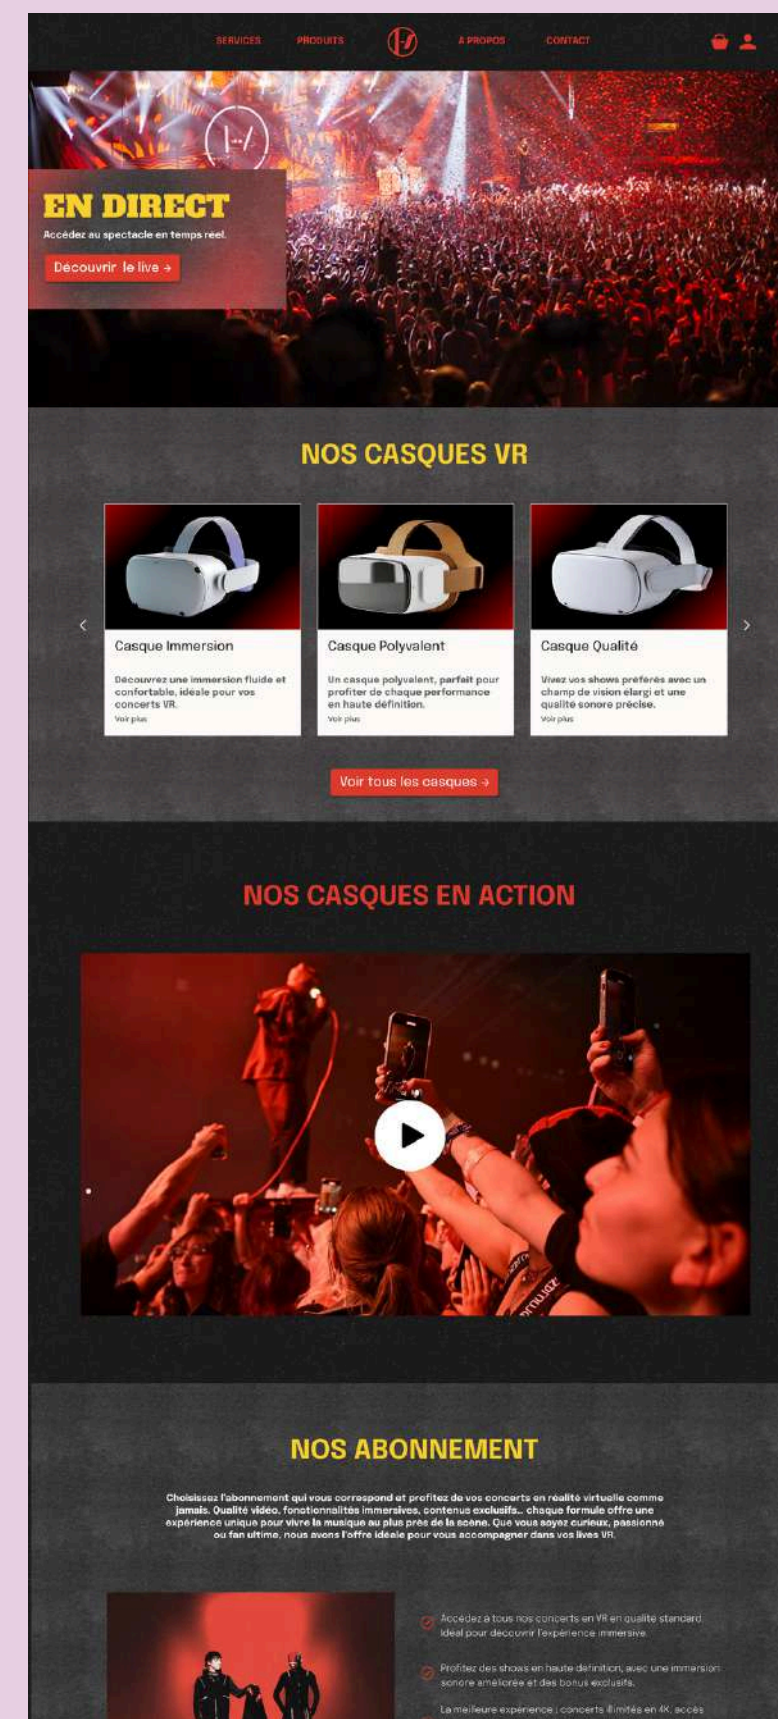 SERVICES PRODUITS À PROPOS CONTACT
EN DIRECT
Accédez au spectacle en temps réel.
Découvrir le live →
NOS CASQUES VR
Casque Immersion
Découvrez une immersion fluide et
confortable, idéale pour vos
concerts VR.
Voir plus
Casque Polyvalent
Un casque polyvalent, parfait pour
profiter de chaque performance
en haute définition.
Voir plus
Casque Qualité
Vivez vos shows préférés avec un
champ de vision élargi et une
qualité sonore précise.
Voir plus
Voir tous les casques →
NOS CASQUES EN ACTION
NOS ABONNEMENT
Choisissez l'abonnement qui vous correspond et profitez de vos concerts en réalité virtuelle comme
jamais. Qualité vidéo, fonctionnalités immersives, contenus exclusifs… chaque formule offre une
expérience unique pour vivre la musique au plus près de la scène. Que vous soyez curieux, passionné
ou fan ultime, nous avons l'offre idéale pour vous accompagner dans vos lives VR.
Accédez à tous nos concerts en VR en qualité standard.
Idéal pour découvrir l'expérience immersive.
Profitez des shows en haute définition, avec une immersion
sonore améliorée et des bonus exclusifs.
La meilleure expérience : concerts illimités en 4K, accès